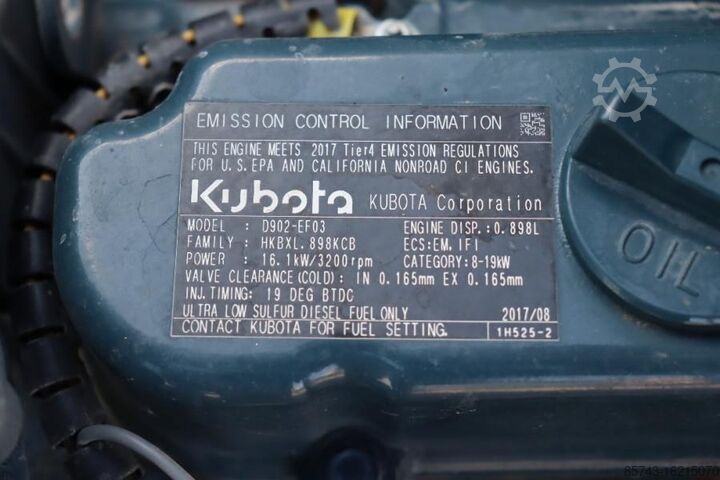 EMISSION CONTROL INFORMATION
THIS ENGINE MEETS 2017 Tier4 EMISSION REGULATIONS
FOR U.S. EPA AND CALIFORNIA NONROAD CI ENGINES.
Kubota KUBOTA Corporation
MODEL : D902-EF03 ENGINE DISP.:0.898L
FAMILY : HKBXL.898KCB ECS:EM,IFI
POWER : 16.1kW/3200rpm CATEGORY:8-19kW
VALVE CLEARANCE(COLD): IN 0.165mm EX 0.165mm
INJ.TIMING: 19 DEG BTDC
ULTRA LOW SULFUR DIESEL FUEL ONLY 2017/08
CONTACT KUBOTA FOR FUEL SETTING. 1H525-2
OIL